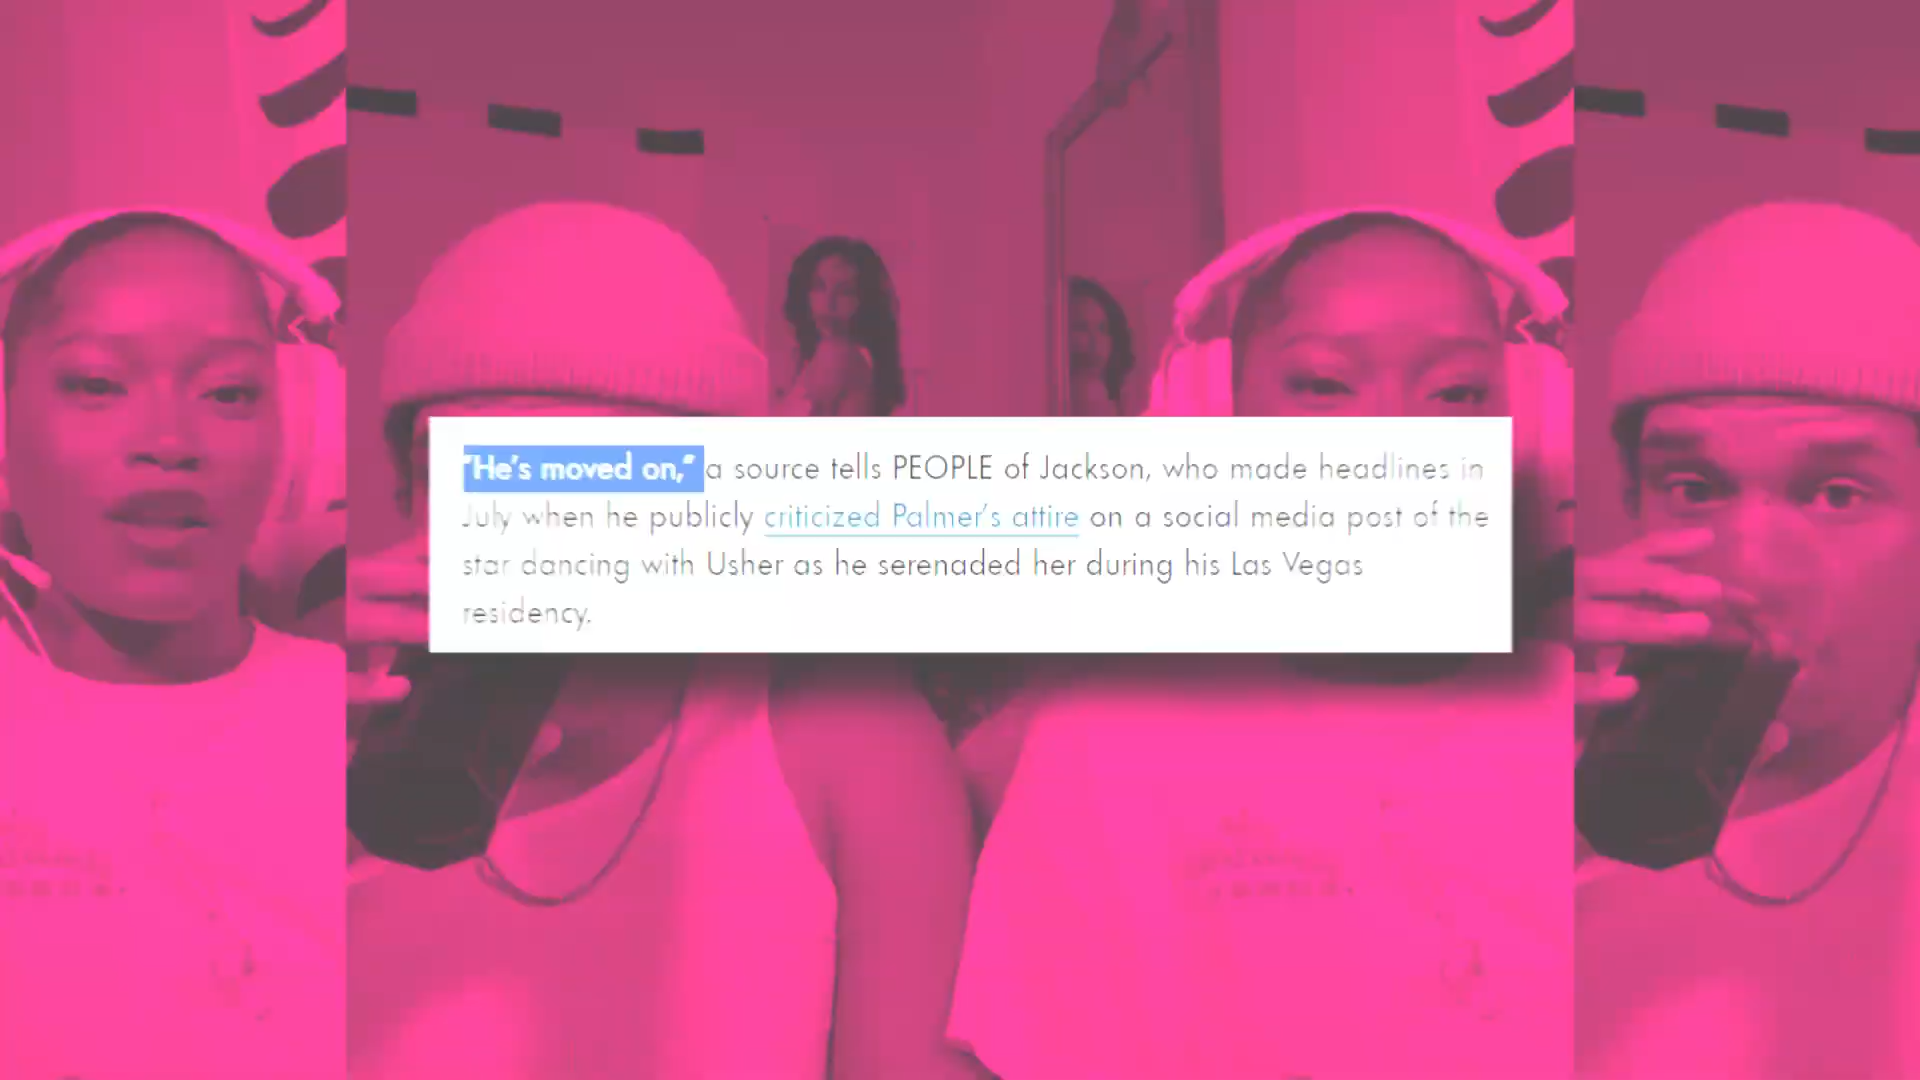 "He's moved on," a source tells PEOPLE of Jackson, who made headlines in
July when he publicly criticized Palmer's attire on a social media post of the
star dancing with Usher as he serenaded her during his Las Vegas
residency.